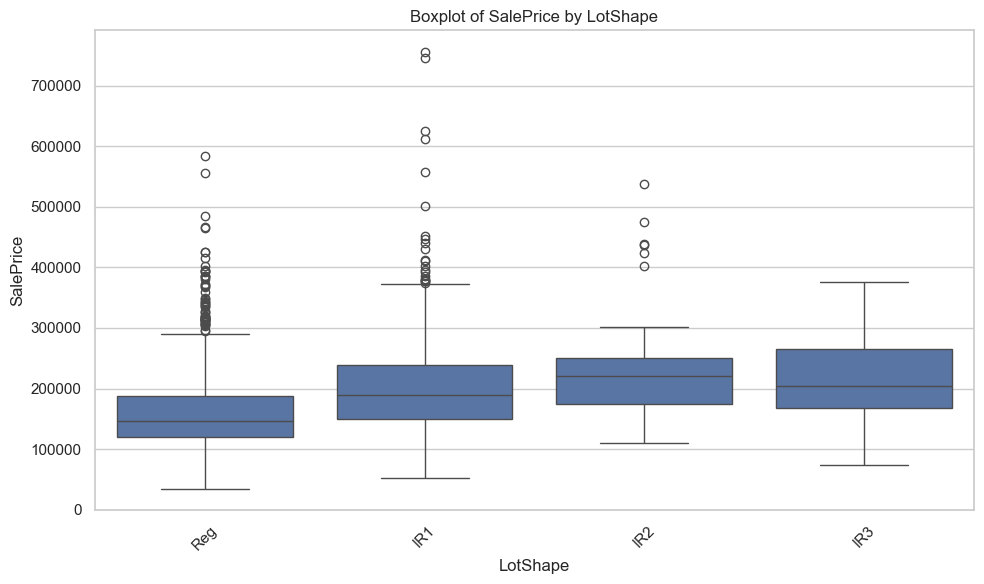 Boxplot of SalePrice by LotShape
SalePrice
700000
600000
500000
400000
300000
200000
100000
0
Reg
IR1
IR2
IR3
LotShape